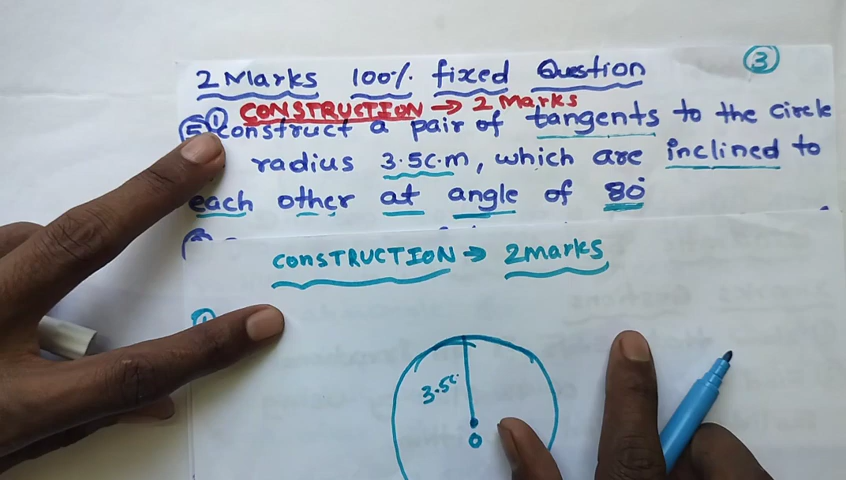 2 Marks 100% fixed Question
3
CONSTRUCTION → 2 Marks
1 Construct a pair of tangents to the circle
radius 3.5c.m, which are inclined to
each other at angle of 80°
CONSTRUCTION → 2marks
3.5c
O